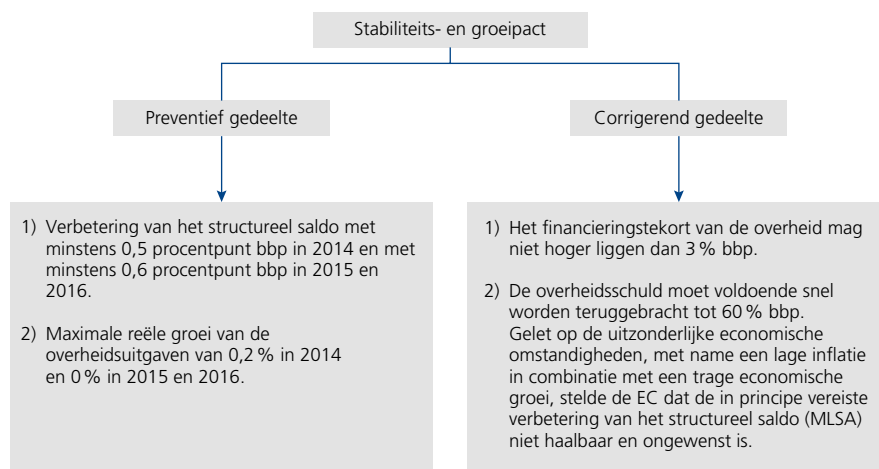 Stabiliteits- en groeipact
Preventief gedeelte
Corrigerend gedeelte
1) Verbetering van het structureel saldo met
minstens 0,5 procentpunt bbp in 2014 en met
minstens 0,6 procentpunt bbp in 2015 en
2016.
2) Maximale reële groei van de
overheidsuitgaven van 0,2 % in 2014
en 0 % in 2015 en 2016.
1) Het financieringstekort van de overheid mag
niet hoger liggen dan 3 % bbp.
2) De overheidsschuld moet voldoende snel
worden teruggebracht tot 60 % bbp.
Gelet op de uitzonderlijke economische
omstandigheden, met name een lage inflatie
in combinatie met een trage economische
groei, stelde de EC dat de in principe vereiste
verbetering van het structureel saldo (MLSA)
niet haalbaar en ongewenst is.